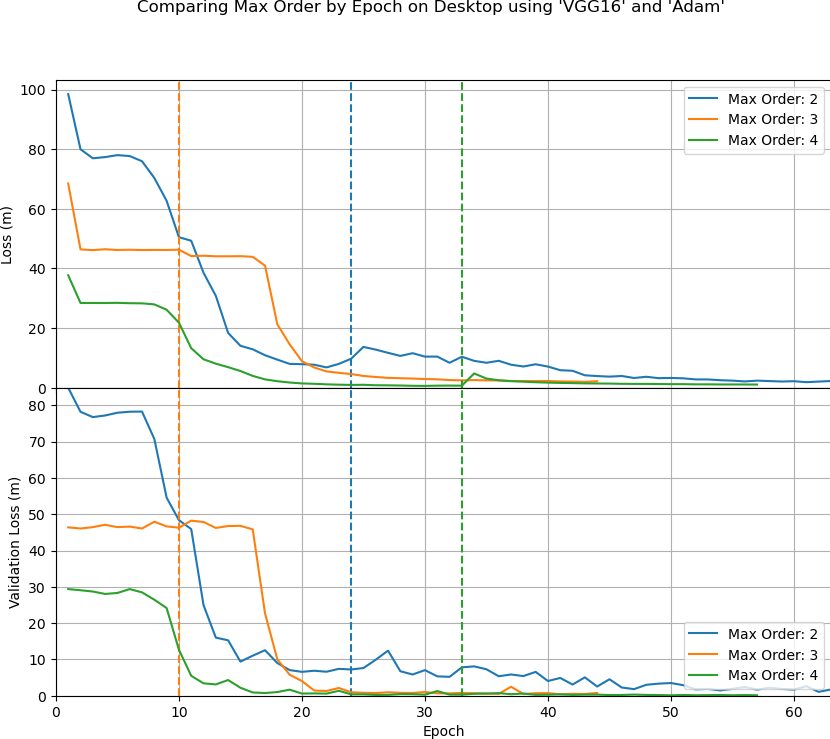 Comparing Max Order by Epoch on Desktop using 'VGG16' and 'Adam'
100
80
60
40
20
0
Loss (m)
Max Order: 2
Max Order: 3
Max Order: 4
80
70
60
50
40
30
20
10
0
Validation Loss (m)
Max Order: 2
Max Order: 3
Max Order: 4
0 10 20 30 40 50 60
Epoch